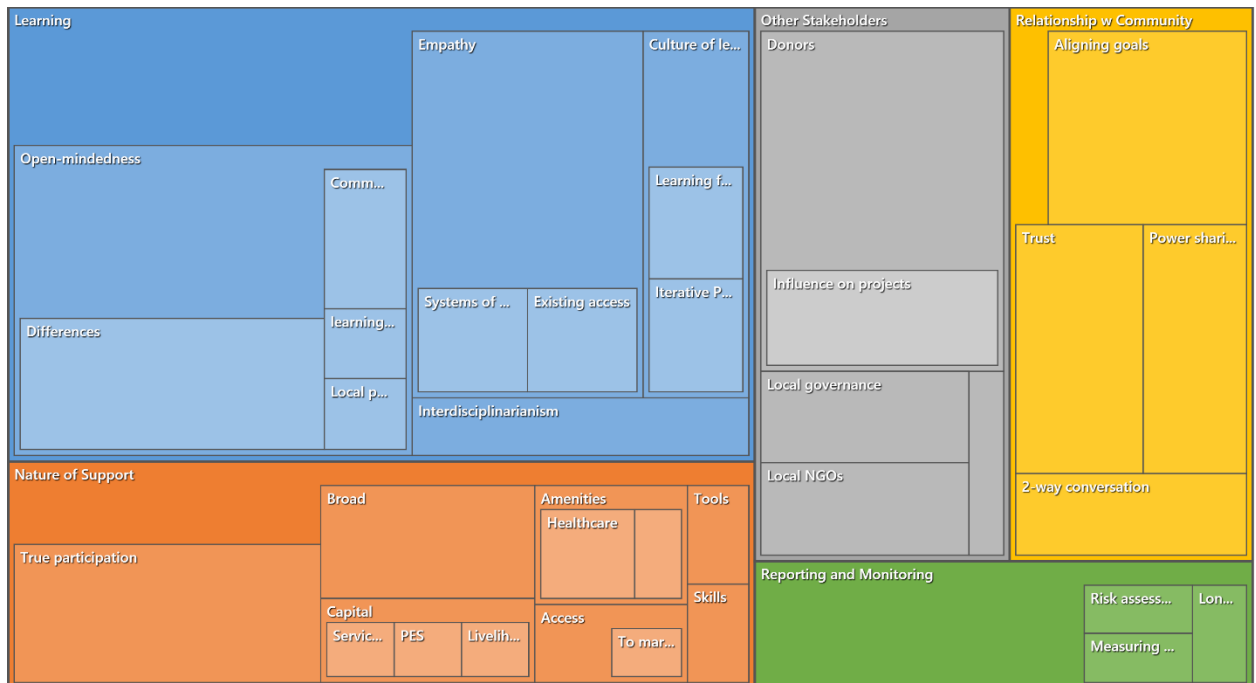 Learning
Empathy
Culture of le...
Open-mindedness
Comm...
Learning f...
Systems of ...
Existing access
Iterative P...
Differences
learning...
Local p...
Interdisciplinarianism
Nature of Support
Broad
Amenities
Tools
Healthcare
True participation
Capital
Servic...
PES
Livelih...
Access
To mar...
Skills
Other Stakeholders
Donors
Influence on projects
Local governance
Local NGOs
Relationship w Community
Aligning goals
Trust
Power shari...
2-way conversation
Reporting and Monitoring
Risk assess...
Lon...
Measuring ...